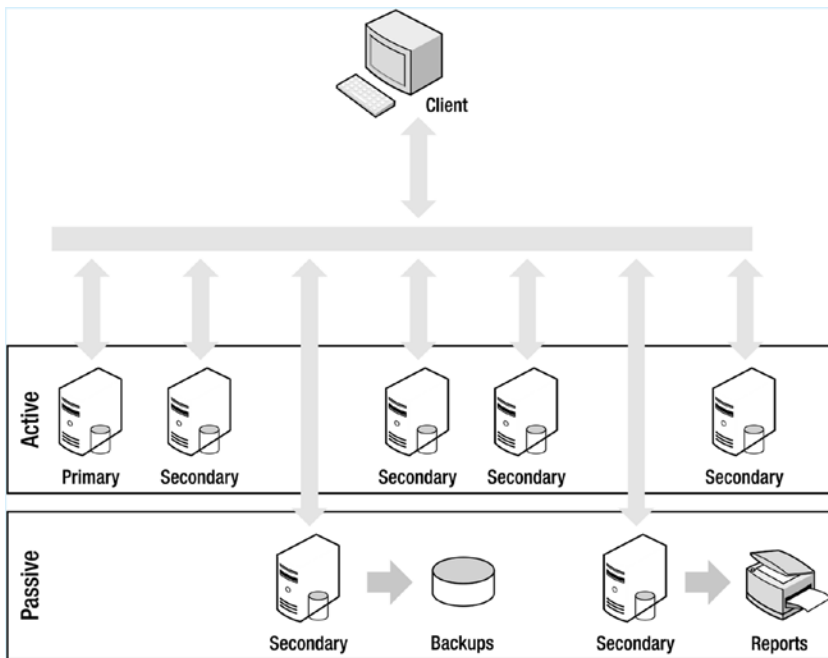 Client
Active
Primary
Secondary
Secondary
Secondary
Secondary
Passive
Secondary
Backups
Secondary
Reports